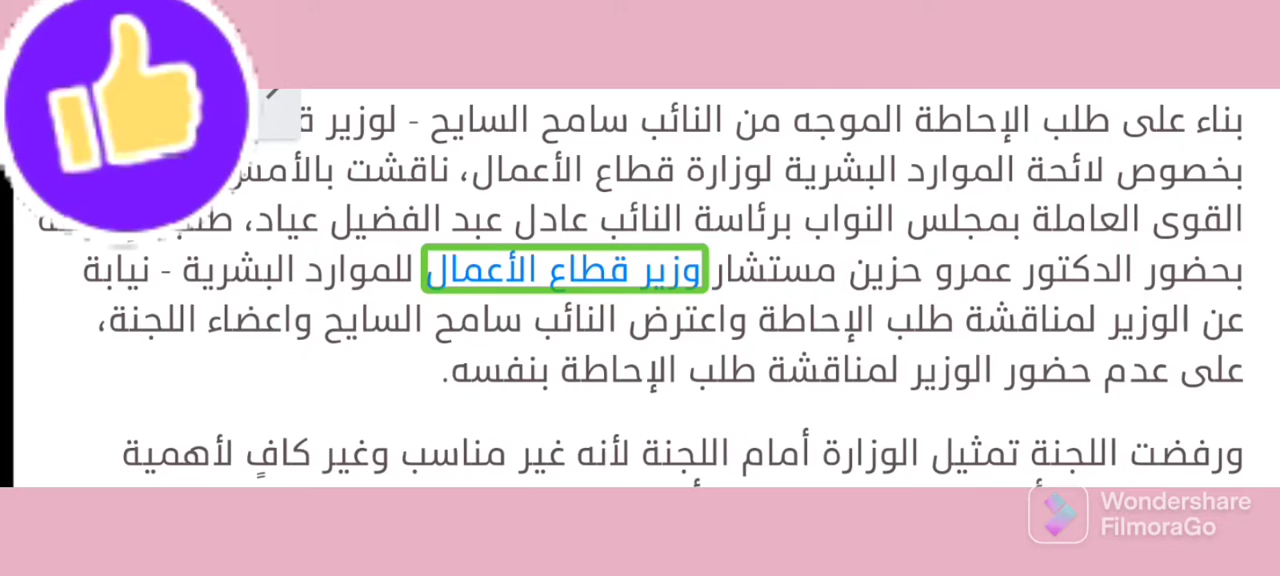 بناء على طلب الإحاطة الموجه من النائب سامح السايح - لوزير
بخصوص لائحة الموارد البشرية لوزارة قطاع الأعمال، ناقشت بالأمس
القوى العاملة بمجلس النواب برئاسة النائب عادل عبد الفضيل عياد،
بحضور الدكتور عمرو حزين مستشار وزير قطاع الأعمال للموارد البشرية - نيابة
عن الوزير لمناقشة طلب الإحاطة واعترض النائب سامح السايح واعضاء اللجنة،
على عدم حضور الوزير لمناقشة طلب الإحاطة بنفسه.
ورفضت اللجنة تمثيل الوزارة أمام اللجنة لأنه غير مناسب وغير كافٍ لأهمية
Wondershare
FilmoraGo